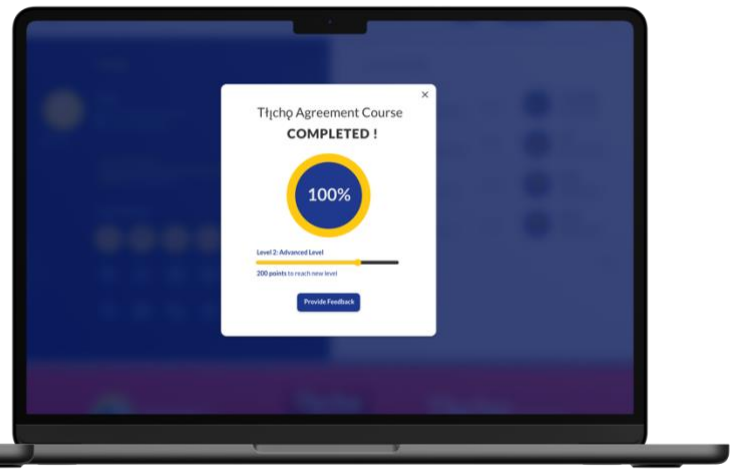 ×
Tłı̨chǫ Agreement Course
COMPLETED !
100%
Level 2: Advanced Level
200 points to reach new level
Provide Feedback